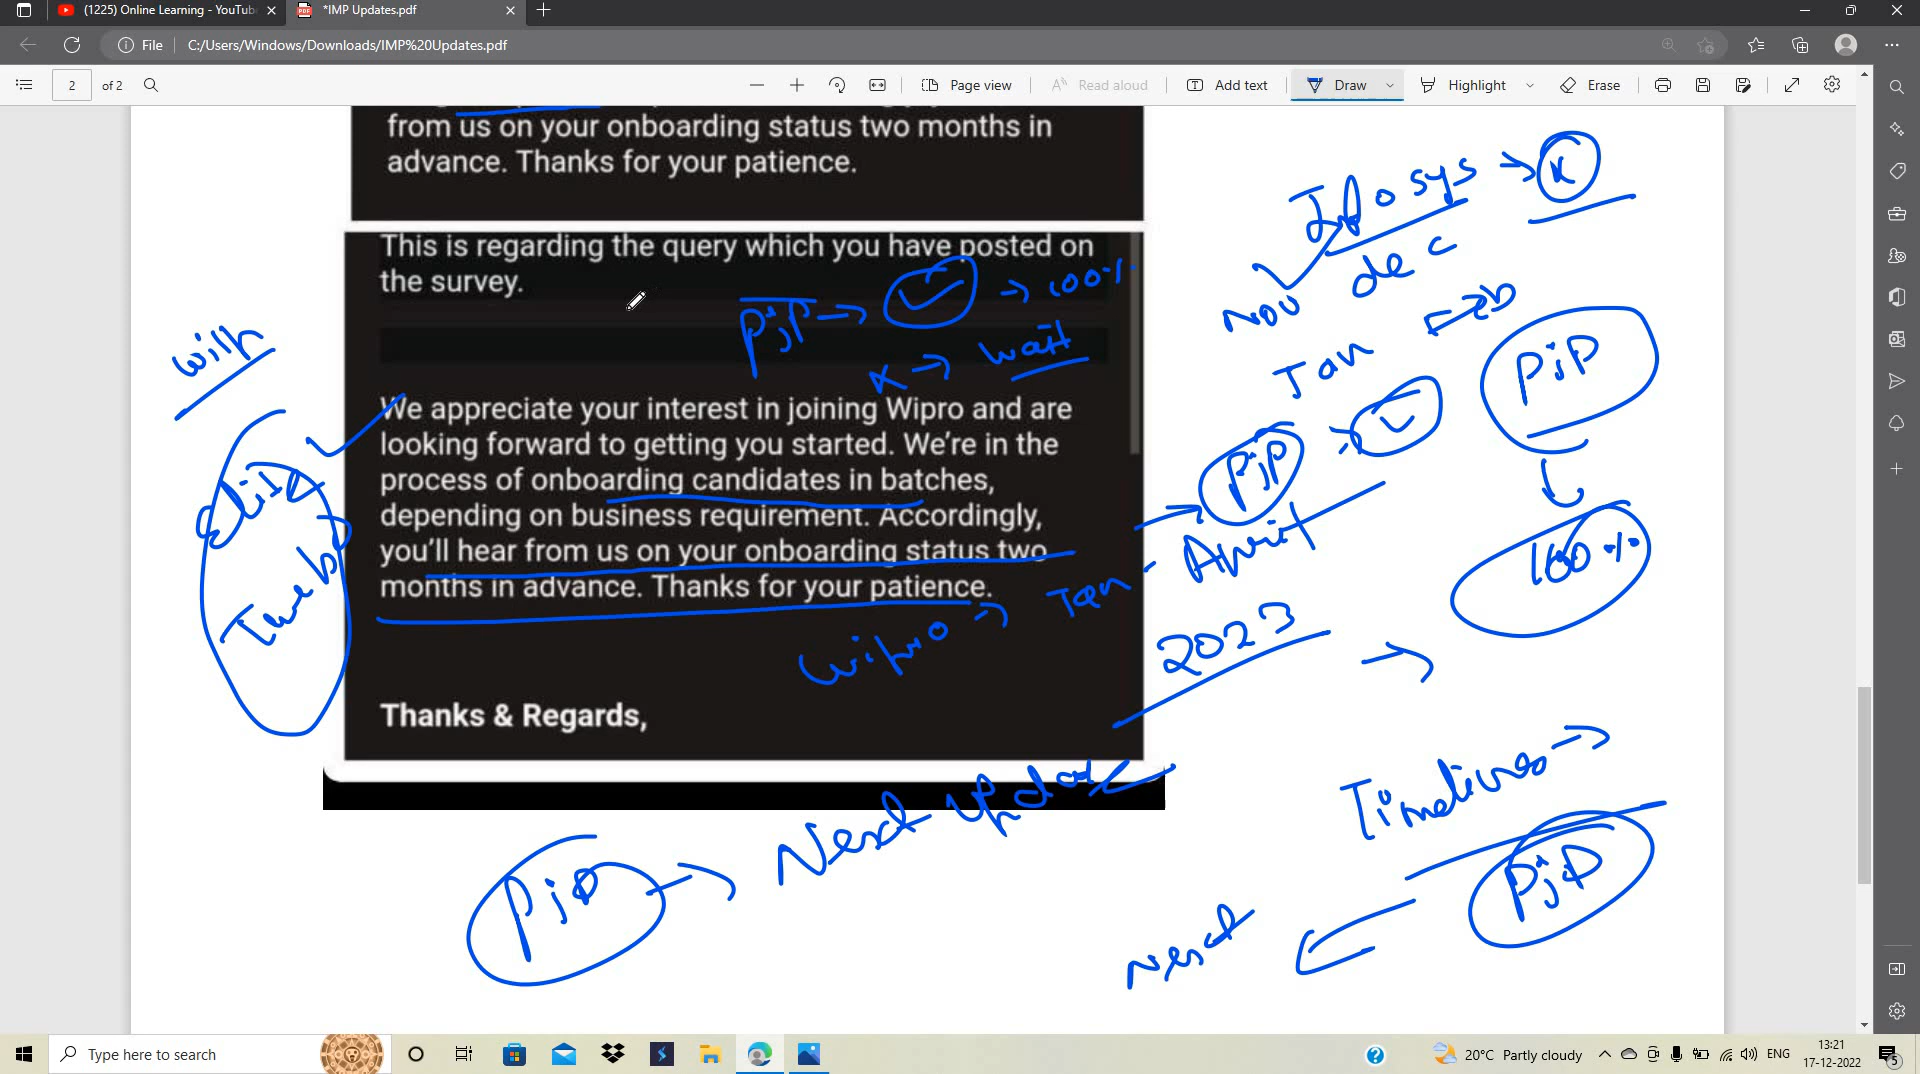 (1225) Online Learning - YouTub
*IMP Updates.pdf
File
C:/Users/Windows/Downloads/IMP%20Updates.pdf
2
of 2
Page view
Read aloud
Add text
Draw
Highlight
Erase
from us on your onboarding status two months in
advance. Thanks for your patience.
This is regarding the query which you have posted on
the survey.
We appreciate your interest in joining Wipro and are
looking forward to getting you started. We're in the
process of onboarding candidates in batches,
depending on business requirement. Accordingly,
you'll hear from us on your onboarding status two
months in advance. Thanks for your patience.
Thanks & Regards,
Infosys → x
Nov dec
Jan
PJP → 100%
x → wait
PJP
PJP
100%
April
Elite
Turbo
Wipro → Jan -
2023
Timelines →
PJP
PJP → Next Update
Next
Type here to search
20°C Partly cloudy
ENG
13:21
17-12-2022
5